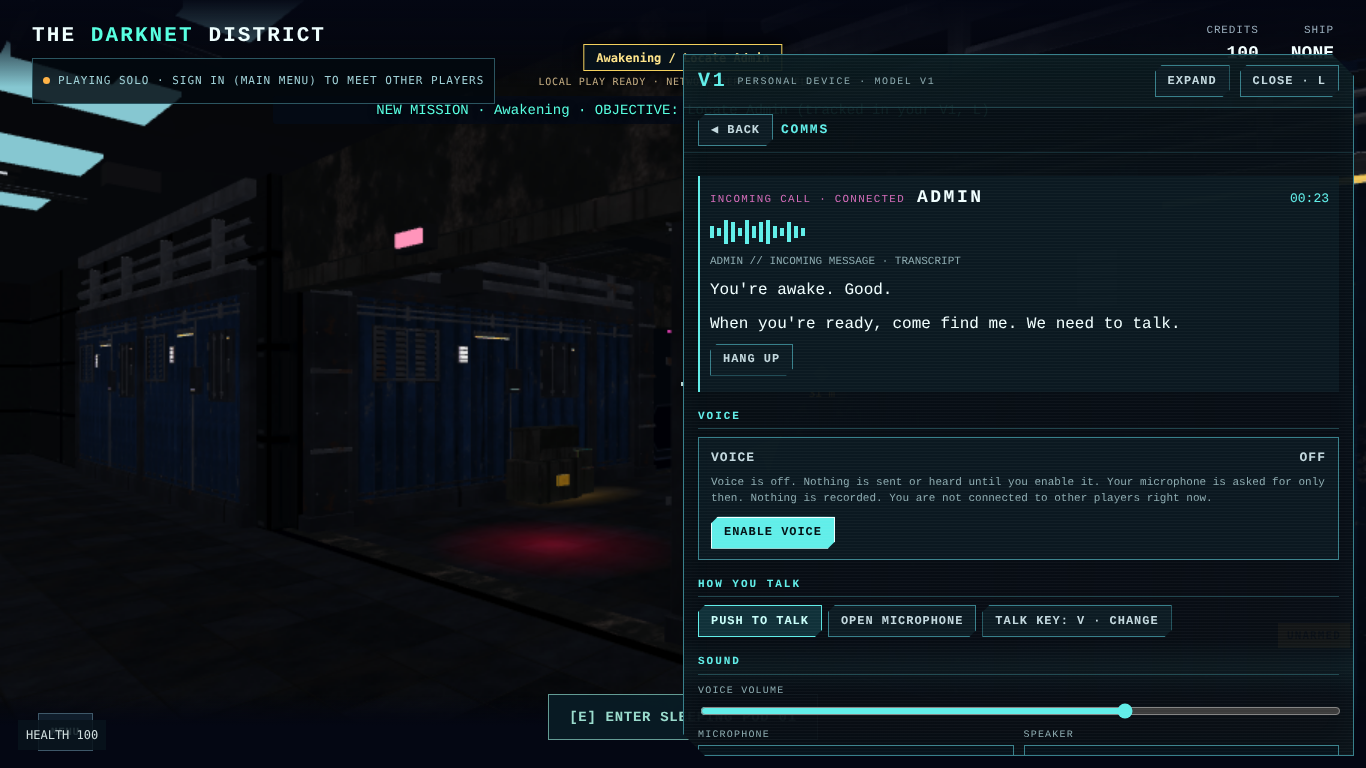 THE DARKNET DISTRICT
PLAYING SOLO · SIGN IN (MAIN MENU) TO MEET OTHER PLAYERS
Awakening / Locate Admin
LOCAL PLAY READY · NET
NEW MISSION · Awakening · OBJECTIVE: Locate Admin
CREDITS
100
SHIP
NONE
V1 PERSONAL DEVICE · MODEL V1
EXPAND
CLOSE · L
◀ BACK COMMS
INCOMING CALL · CONNECTED ADMIN 00:23
ADMIN // INCOMING MESSAGE · TRANSCRIPT
You're awake. Good.
When you're ready, come find me. We need to talk.
HANG UP
VOICE
VOICE OFF
Voice is off. Nothing is sent or heard until you enable it. Your microphone is asked for only
then. Nothing is recorded. You are not connected to other players right now.
ENABLE VOICE
HOW YOU TALK
PUSH TO TALK
OPEN MICROPHONE
TALK KEY: V · CHANGE
SOUND
VOICE VOLUME
MICROPHONE
SPEAKER
[E] ENTER SLE
HEALTH 100